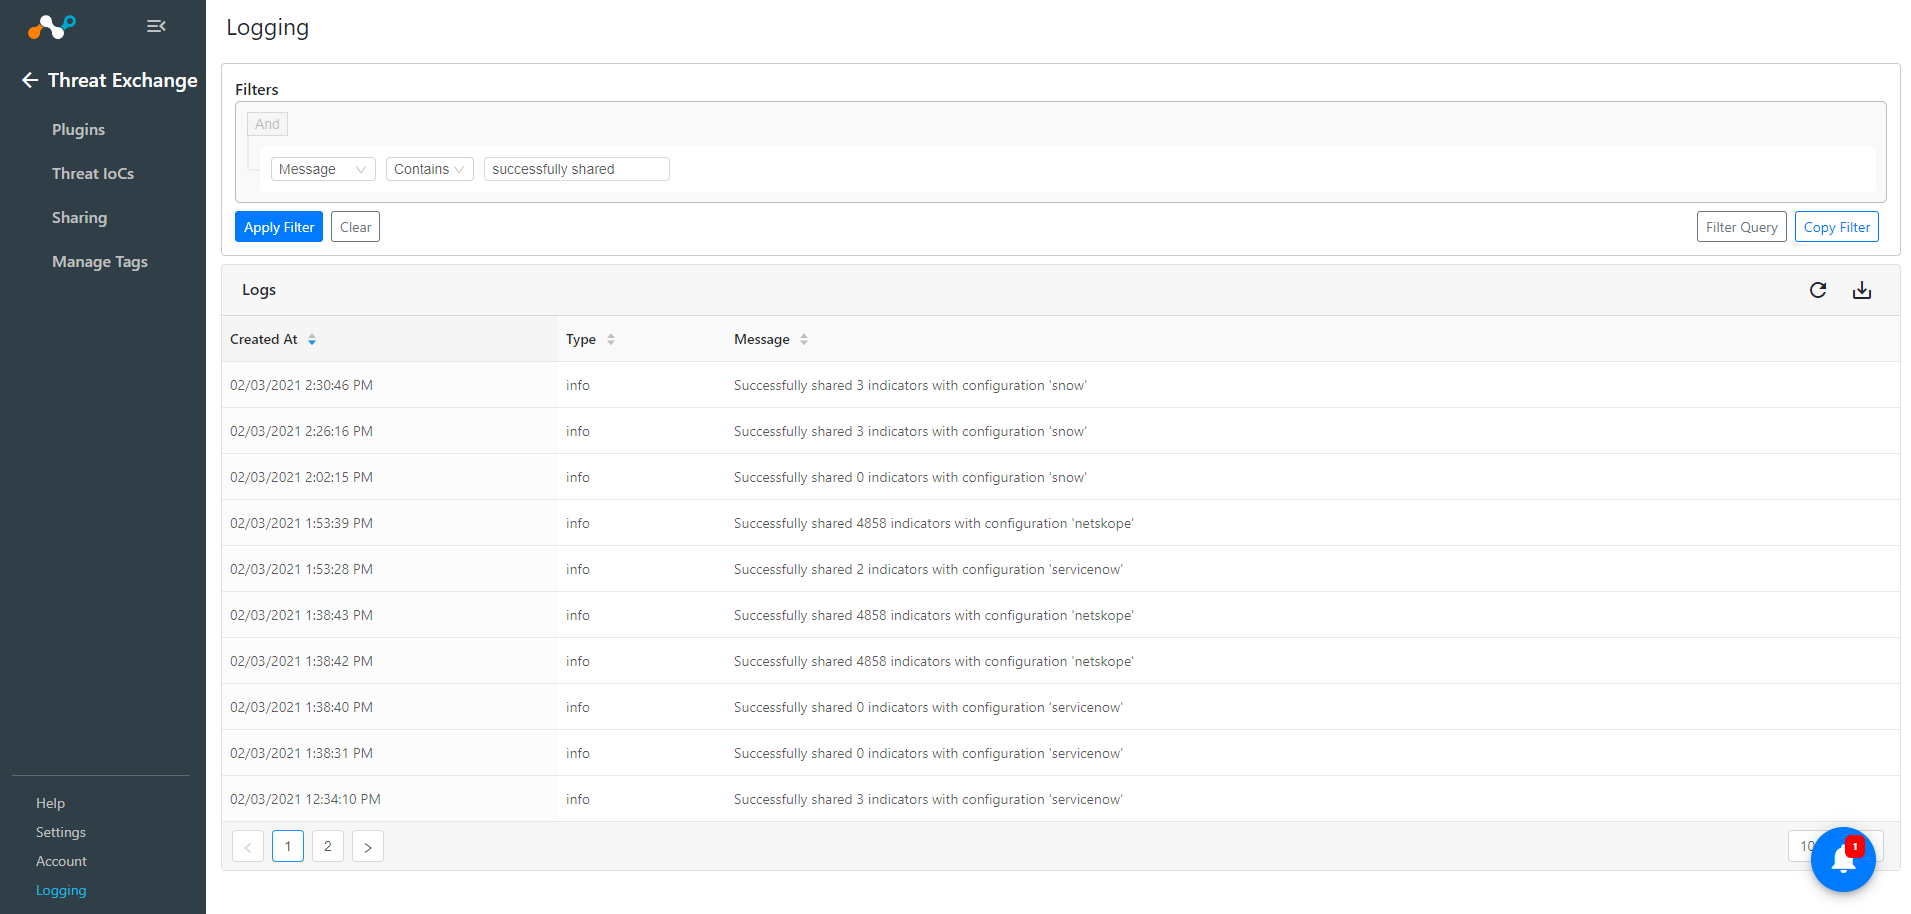 Threat Exchange
Plugins
Threat IoCs
Sharing
Manage Tags
Help
Settings
Account
Logging
Logging
Filters
And
Message Contains successfully shared
Apply Filter Clear Filter Query Copy Filter
Logs
Created At Type Message
02/03/2021 2:30:46 PM info Successfully shared 3 indicators with configuration 'snow'
02/03/2021 2:26:16 PM info Successfully shared 3 indicators with configuration 'snow'
02/03/2021 2:02:15 PM info Successfully shared 0 indicators with configuration 'snow'
02/03/2021 1:53:39 PM info Successfully shared 4858 indicators with configuration 'netskope'
02/03/2021 1:53:28 PM info Successfully shared 2 indicators with configuration 'servicenow'
02/03/2021 1:38:43 PM info Successfully shared 4858 indicators with configuration 'netskope'
02/03/2021 1:38:42 PM info Successfully shared 4858 indicators with configuration 'netskope'
02/03/2021 1:38:40 PM info Successfully shared 0 indicators with configuration 'servicenow'
02/03/2021 1:38:31 PM info Successfully shared 0 indicators with configuration 'servicenow'
02/03/2021 12:34:10 PM info Successfully shared 3 indicators with configuration 'servicenow'
< 1 2 > 10
1